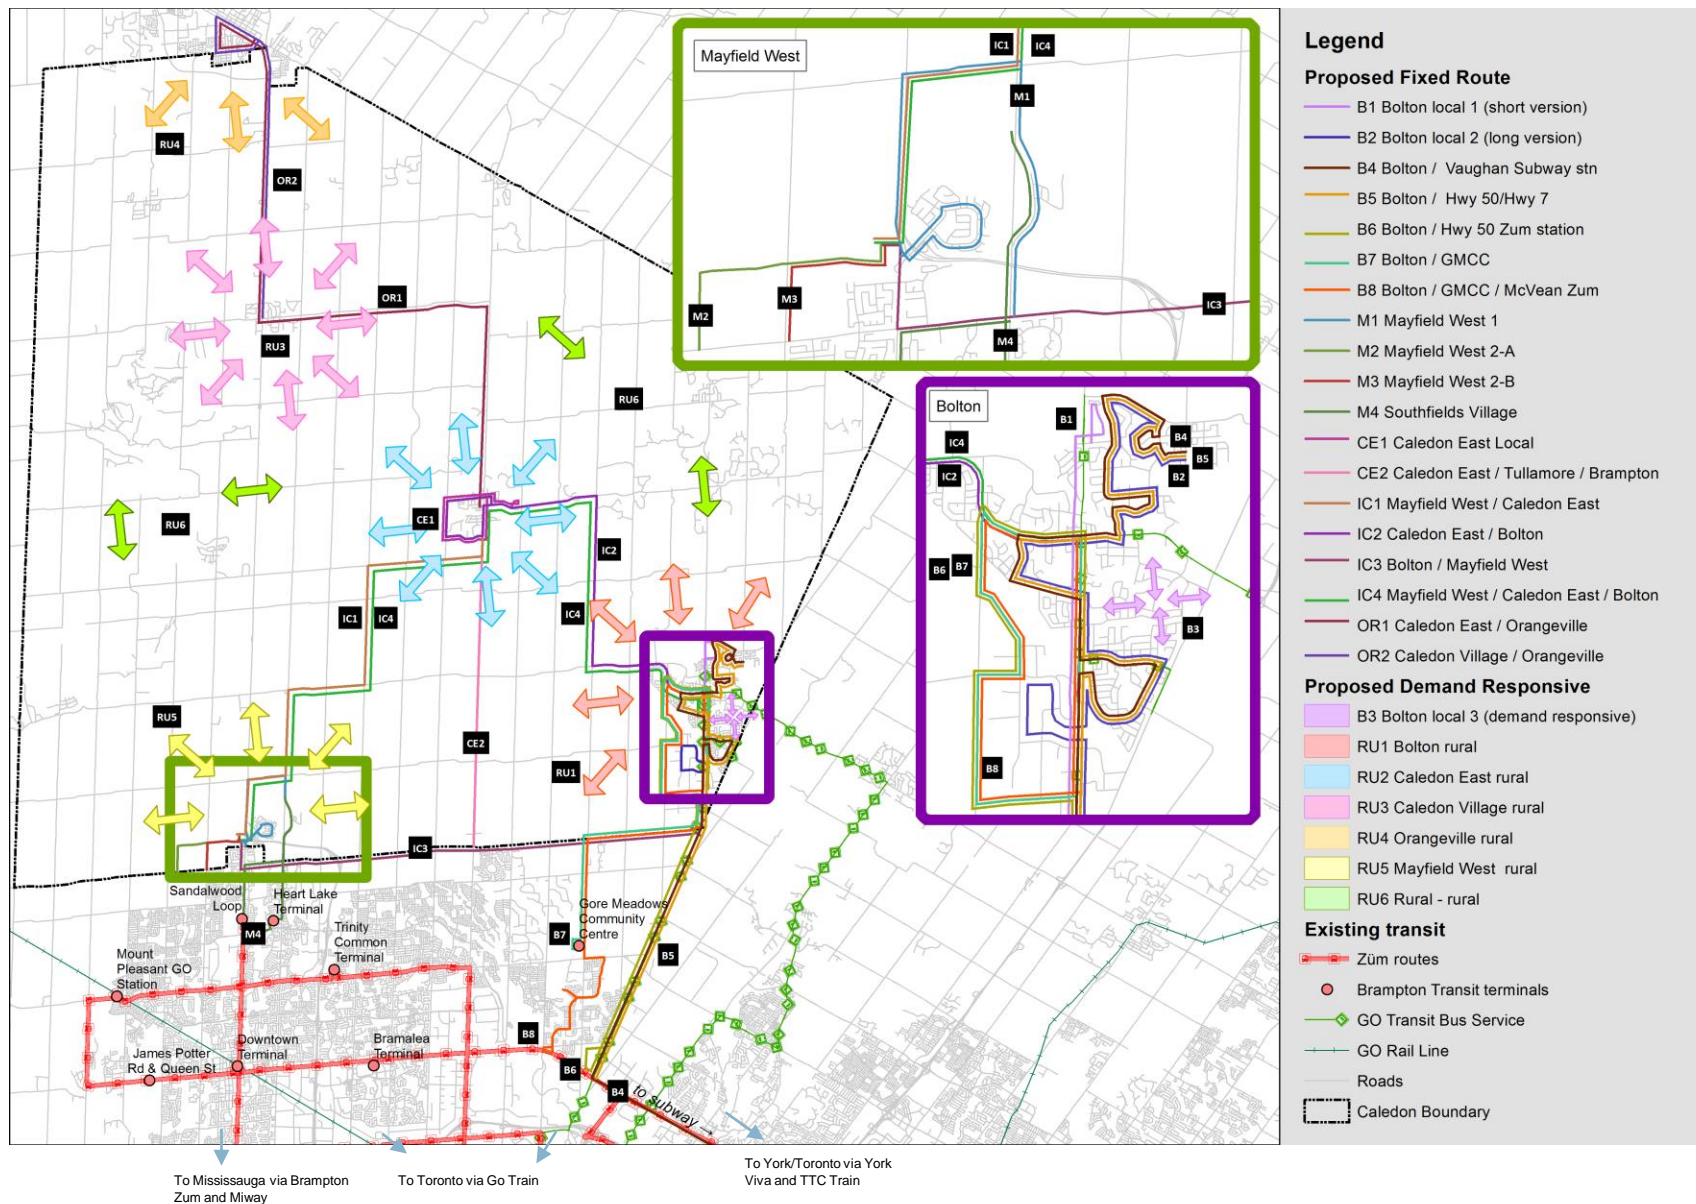 RU4
OR2
OR1
RU3
RU6
RU6
CE1
IC2
IC1
IC4
IC4
RU5
CE2
RU1
IC3
Sandalwood
Loop
Heart Lake
Terminal
M4
Trinity
Common
Terminal
Mount
Pleasant GO
Station
Gore Meadows
Community
Centre
B7
B5
James Potter
Rd & Queen St
Downtown
Terminal
Bramalea
Terminal
B8
B6
B4
to subway →
Mayfield West
IC1
IC4
M1
M2
M3
M4
IC3
Bolton
B1
IC4
IC2
B4
B5
B2
B6
B7
B3
B8
To Mississauga via Brampton
Zum and Miway
To Toronto via Go Train
To York/Toronto via York
Viva and TTC Train
Legend
Proposed Fixed Route
B1 Bolton local 1 (short version)
B2 Bolton local 2 (long version)
B4 Bolton / Vaughan Subway stn
B5 Bolton / Hwy 50/Hwy 7
B6 Bolton / Hwy 50 Zum station
B7 Bolton / GMCC
B8 Bolton / GMCC / McVean Zum
M1 Mayfield West 1
M2 Mayfield West 2-A
M3 Mayfield West 2-B
M4 Southfields Village
CE1 Caledon East Local
CE2 Caledon East / Tullamore / Brampton
IC1 Mayfield West / Caledon East
IC2 Caledon East / Bolton
IC3 Bolton / Mayfield West
IC4 Mayfield West / Caledon East / Bolton
OR1 Caledon East / Orangeville
OR2 Caledon Village / Orangeville
Proposed Demand Responsive
B3 Bolton local 3 (demand responsive)
RU1 Bolton rural
RU2 Caledon East rural
RU3 Caledon Village rural
RU4 Orangeville rural
RU5 Mayfield West rural
RU6 Rural - rural
Existing transit
Züm routes
Brampton Transit terminals
GO Transit Bus Service
GO Rail Line
Roads
Caledon Boundary